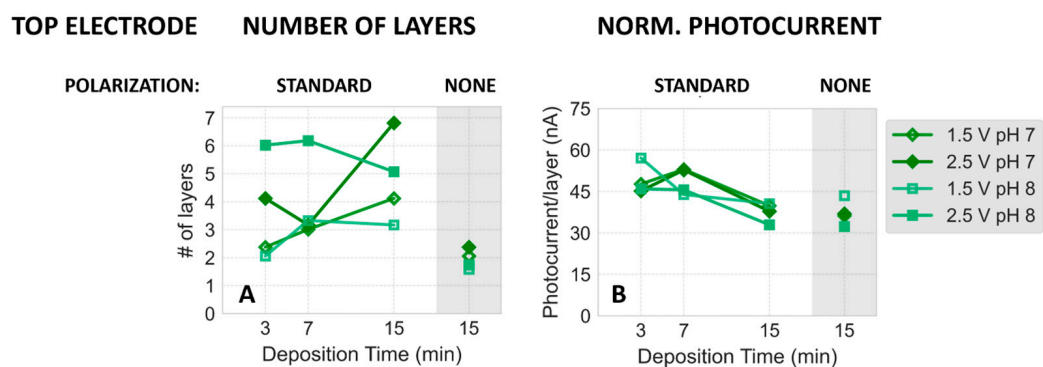 TOP ELECTRODE NUMBER OF LAYERS NORM. PHOTOCURRENT
POLARIZATION: STANDARD NONE STANDARD NONE
# of layers
7
6
5
4
3
2
1
0
A
3 7 15 15
Deposition Time (min)
Photocurrent/layer (nA)
75
60
45
30
15
0
B
3 7 15 15
Deposition Time (min)
1.5 V pH 7
2.5 V pH 7
1.5 V pH 8
2.5 V pH 8